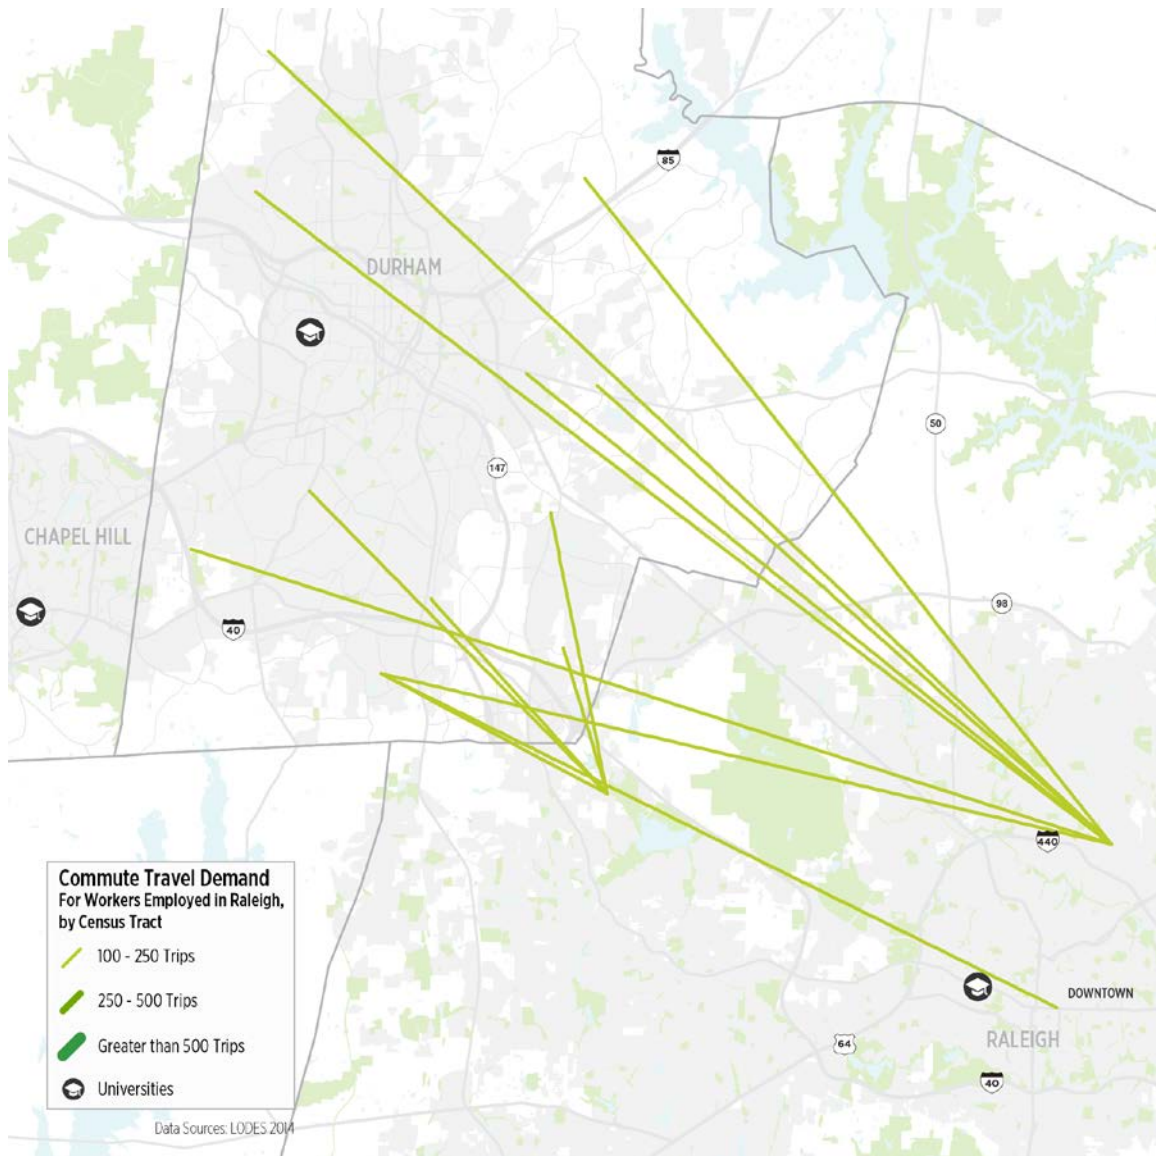 85
DURHAM
50
147
CHAPEL HILL
98
40
440
Commute Travel Demand
For Workers Employed in Raleigh,
by Census Tract
100 - 250 Trips
250 - 500 Trips
Greater than 500 Trips
Universities
DOWNTOWN
RALEIGH
64
40
Data Sources: LODES 2014